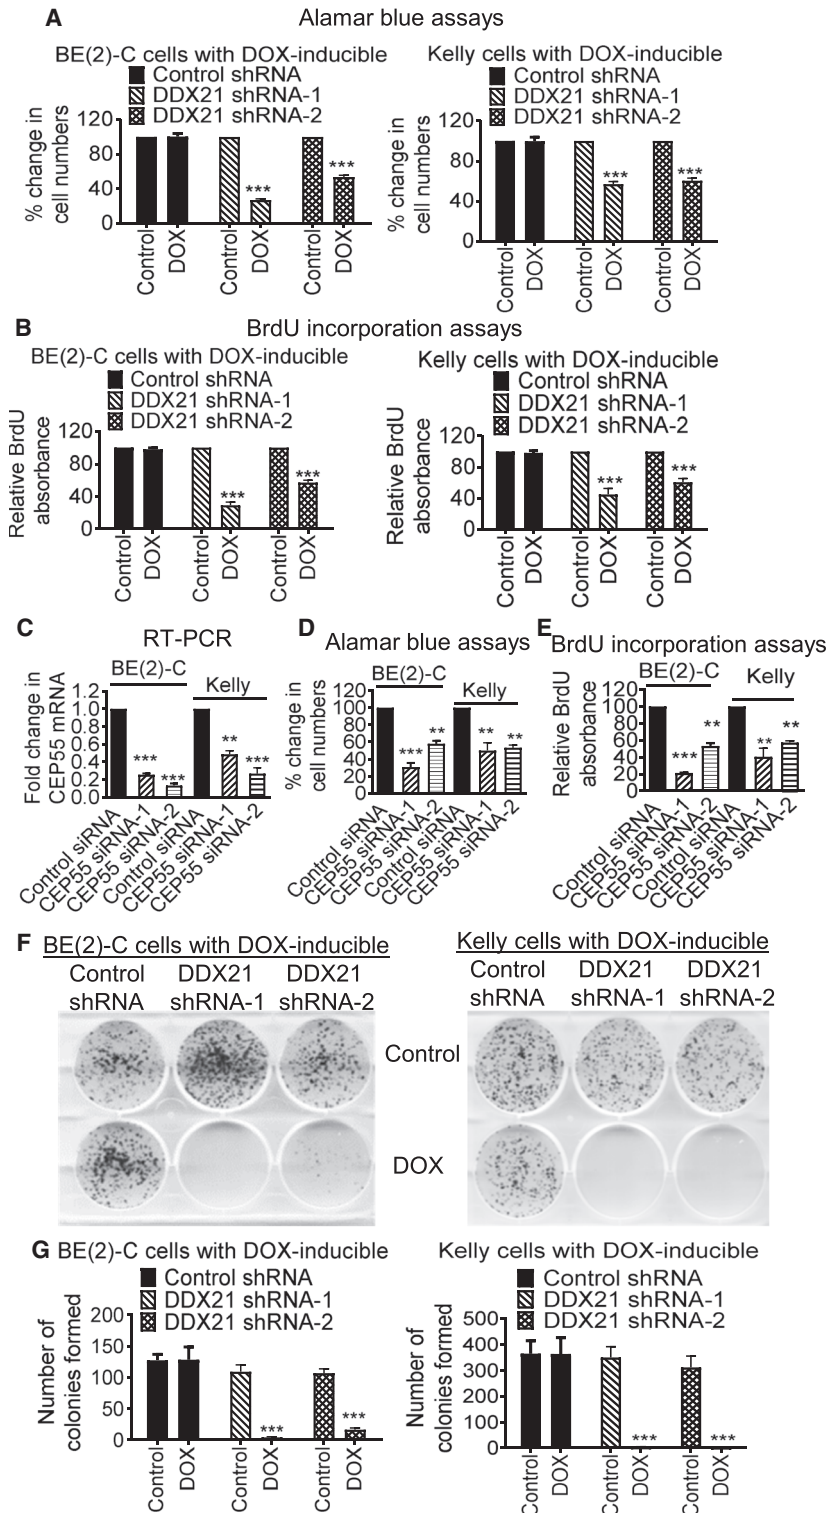 A
Alamar blue assays
BE(2)-C cells with DOX-inducible
Control shRNA
DDX21 shRNA-1
DDX21 shRNA-2
% change in
cell numbers
120
80
40
0
***
***
Control
DOX
Control
DOX
Control
DOX
Kelly cells with DOX-inducible
Control shRNA
DDX21 shRNA-1
DDX21 shRNA-2
% change in
cell numbers
120
80
40
0
***
***
Control
DOX
Control
DOX
Control
DOX
B
BrdU incorporation assays
BE(2)-C cells with DOX-inducible
Control shRNA
DDX21 shRNA-1
DDX21 shRNA-2
Relative BrdU
absorbance
120
80
40
0
***
***
Control
DOX
Control
DOX
Control
DOX
Kelly cells with DOX-inducible
Control shRNA
DDX21 shRNA-1
DDX21 shRNA-2
Relative BrdU
absorbance
120
80
40
0
***
***
Control
DOX
Control
DOX
Control
DOX
C
RT-PCR
BE(2)-C
Kelly
Fold change in
CEP55 mRNA
1.2
1.0
0.8
0.6
0.4
0.2
0.0
***
***
**
***
Control siRNA
CEP55 siRNA-1
CEP55 siRNA-2
Control siRNA
CEP55 siRNA-1
CEP55 siRNA-2
D
Alamar blue assays
BE(2)-C
Kelly
% change in
cell numbers
120
100
80
60
40
20
0
***
**
**
**
Control siRNA
CEP55 siRNA-1
CEP55 siRNA-2
Control siRNA
CEP55 siRNA-1
CEP55 siRNA-2
E
BrdU incorporation assays
BE(2)-C
Kelly
Relative BrdU
absorbance
120
100
80
60
40
20
0
***
**
**
**
Control siRNA
CEP55 siRNA-1
CEP55 siRNA-2
Control siRNA
CEP55 siRNA-1
CEP55 siRNA-2
F
BE(2)-C cells with DOX-inducible
Control
shRNA
DDX21
shRNA-1
DDX21
shRNA-2
Kelly cells with DOX-inducible
Control
shRNA
DDX21
shRNA-1
DDX21
shRNA-2
Control
DOX
G
BE(2)-C cells with DOX-inducible
Control shRNA
DDX21 shRNA-1
DDX21 shRNA-2
Number of
colonies formed
200
150
100
50
0
***
***
Control
DOX
Control
DOX
Control
DOX
Kelly cells with DOX-inducible
Control shRNA
DDX21 shRNA-1
DDX21 shRNA-2
Number of
colonies formed
500
400
300
200
100
0
***
***
Control
DOX
Control
DOX
Control
DOX